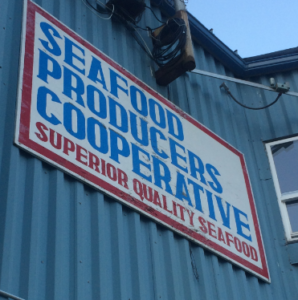 SEAFOOD
PRODUCERS
COOPERATIVE
SUPERIOR QUALITY SEAFOOD